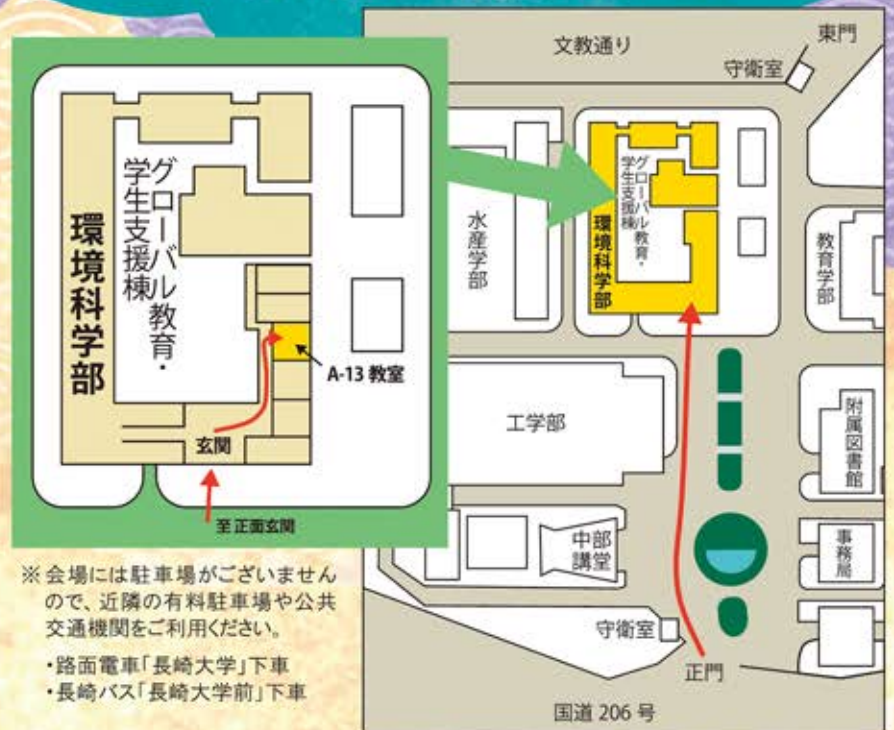 環境科学部
グローバル教育・
学生支援棟
A-13 教室
玄関
至正面玄関
※会場には駐車場がございません
ので、近隣の有料駐車場や公共
交通機関をご利用ください。
・路面電車「長崎大学」下車
・長崎バス「長崎大学前」下車
文教通り
東門
守衛室
水産学部
環境科学部
グローバル教育・
学生支援棟
教育学部
工学部
附属図書館
中部
講堂
事務局
守衛室
正門
国道 206 号